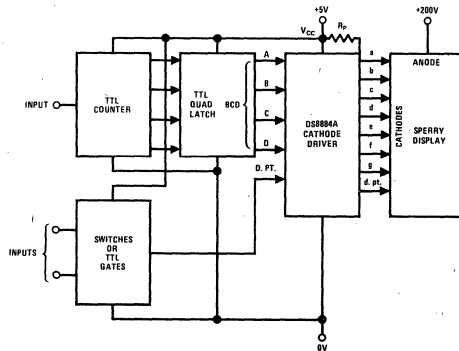 +5V
+200V
VCC
RP
INPUT
TTL
COUNTER
TTL
QUAD
LATCH
BCD
A
B
C
D
D. PT.
DS8884A
CATHODE
DRIVER
a
b
c
d
e
f
g
d. pt.
CATHODES
ANODE
SPERRY
DISPLAY
INPUTS
SWITCHES
OR
TTL
GATES
0V